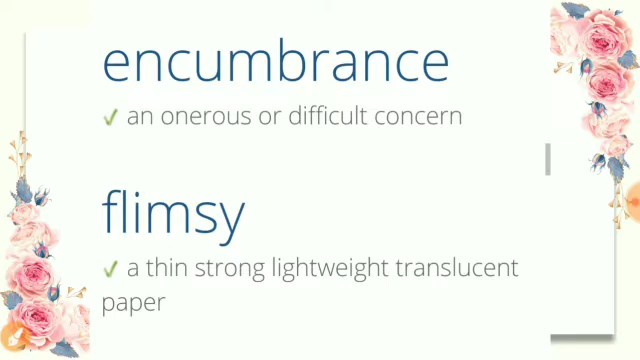 encumbrance
✓ an onerous or difficult concern
flimsy
✓ a thin strong lightweight translucent
paper